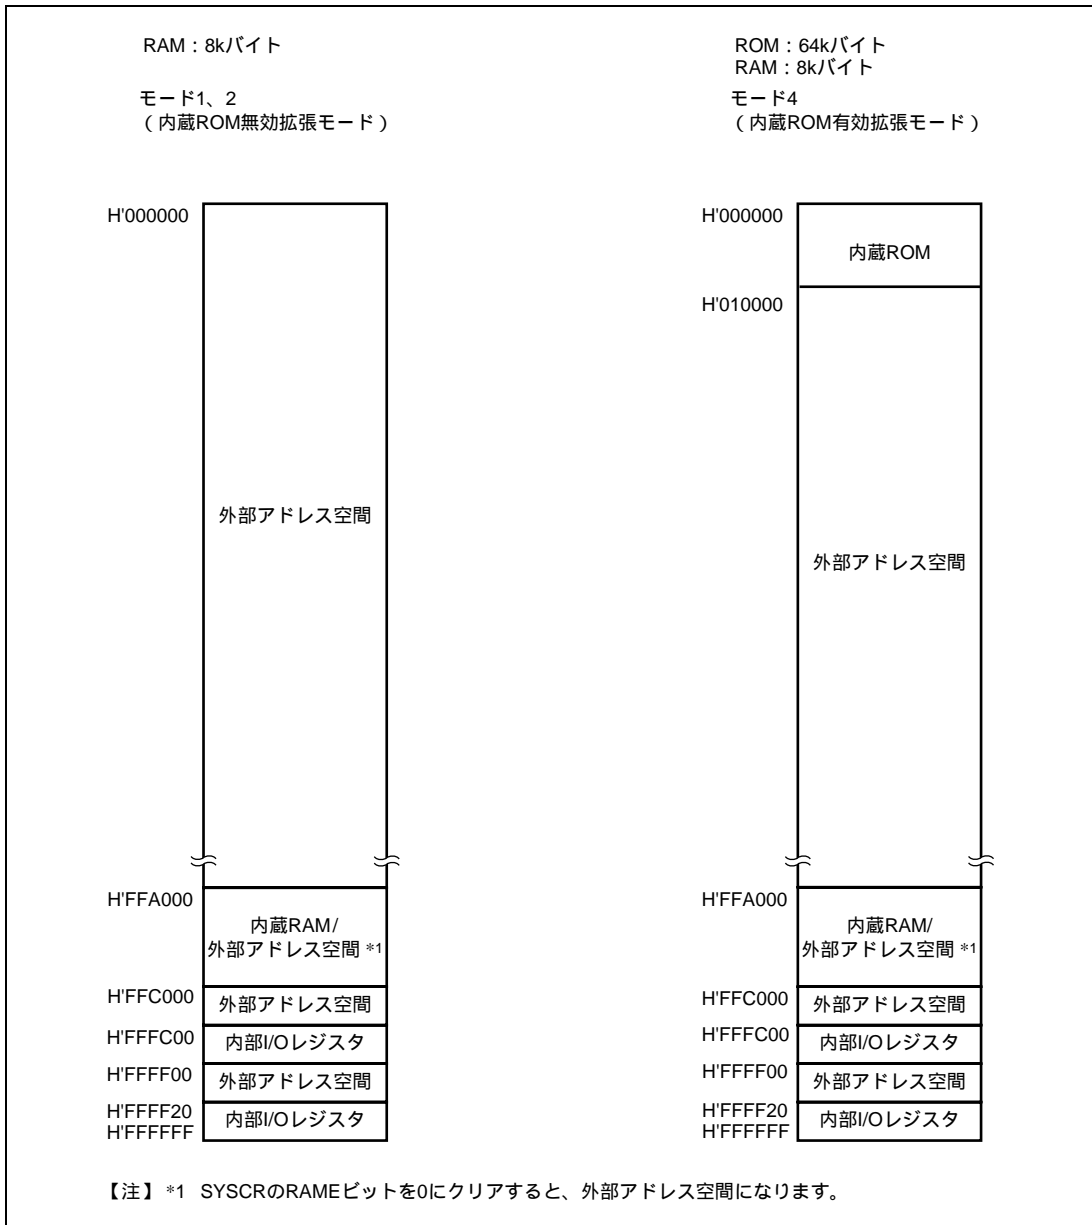 RAM：8kバイト
モード1、2
（内蔵ROM無効拡張モード）
H'000000
外部アドレス空間
H'FFA000
内蔵RAM/
外部アドレス空間 *1
H'FFC000
外部アドレス空間
H'FFFC00
内部I/Oレジスタ
H'FFFF00
外部アドレス空間
H'FFFF20
内部I/Oレジスタ
H'FFFFFF
ROM：64kバイト
RAM：8kバイト
モード4
（内蔵ROM有効拡張モード）
H'000000
内蔵ROM
H'010000
外部アドレス空間
H'FFA000
内蔵RAM/
外部アドレス空間 *1
H'FFC000
外部アドレス空間
H'FFFC00
内部I/Oレジスタ
H'FFFF00
外部アドレス空間
H'FFFF20
内部I/Oレジスタ
H'FFFFFF
【注】 *1 SYSCRのRAMEビットを0にクリアすると、外部アドレス空間になります。